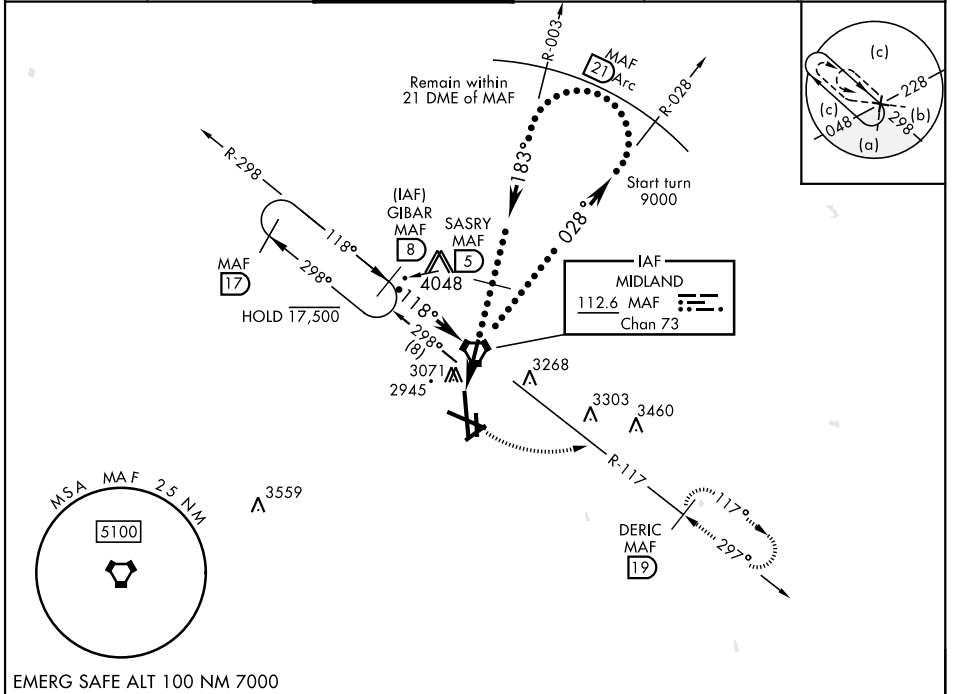 R-003
MAF
21 Arc
Remain within
21 DME of MAF
R-028
(c)
228
(c)
048
298
(b)
(a)
R-298
183°
Start turn
9000
028°
(IAF)
GIBAR
MAF
8
SASRY
MAF
5
118°
298°
MAF
17
4048
HOLD 17,500
118°
298°
(8)
IAF
MIDLAND
112.6 MAF
Chan 73
3071
2945
3268
3303
3460
R-117
MSA MAF 25 NM
5100
3559
117°
297°
DERIC
MAF
19
EMERG SAFE ALT 100 NM 7000